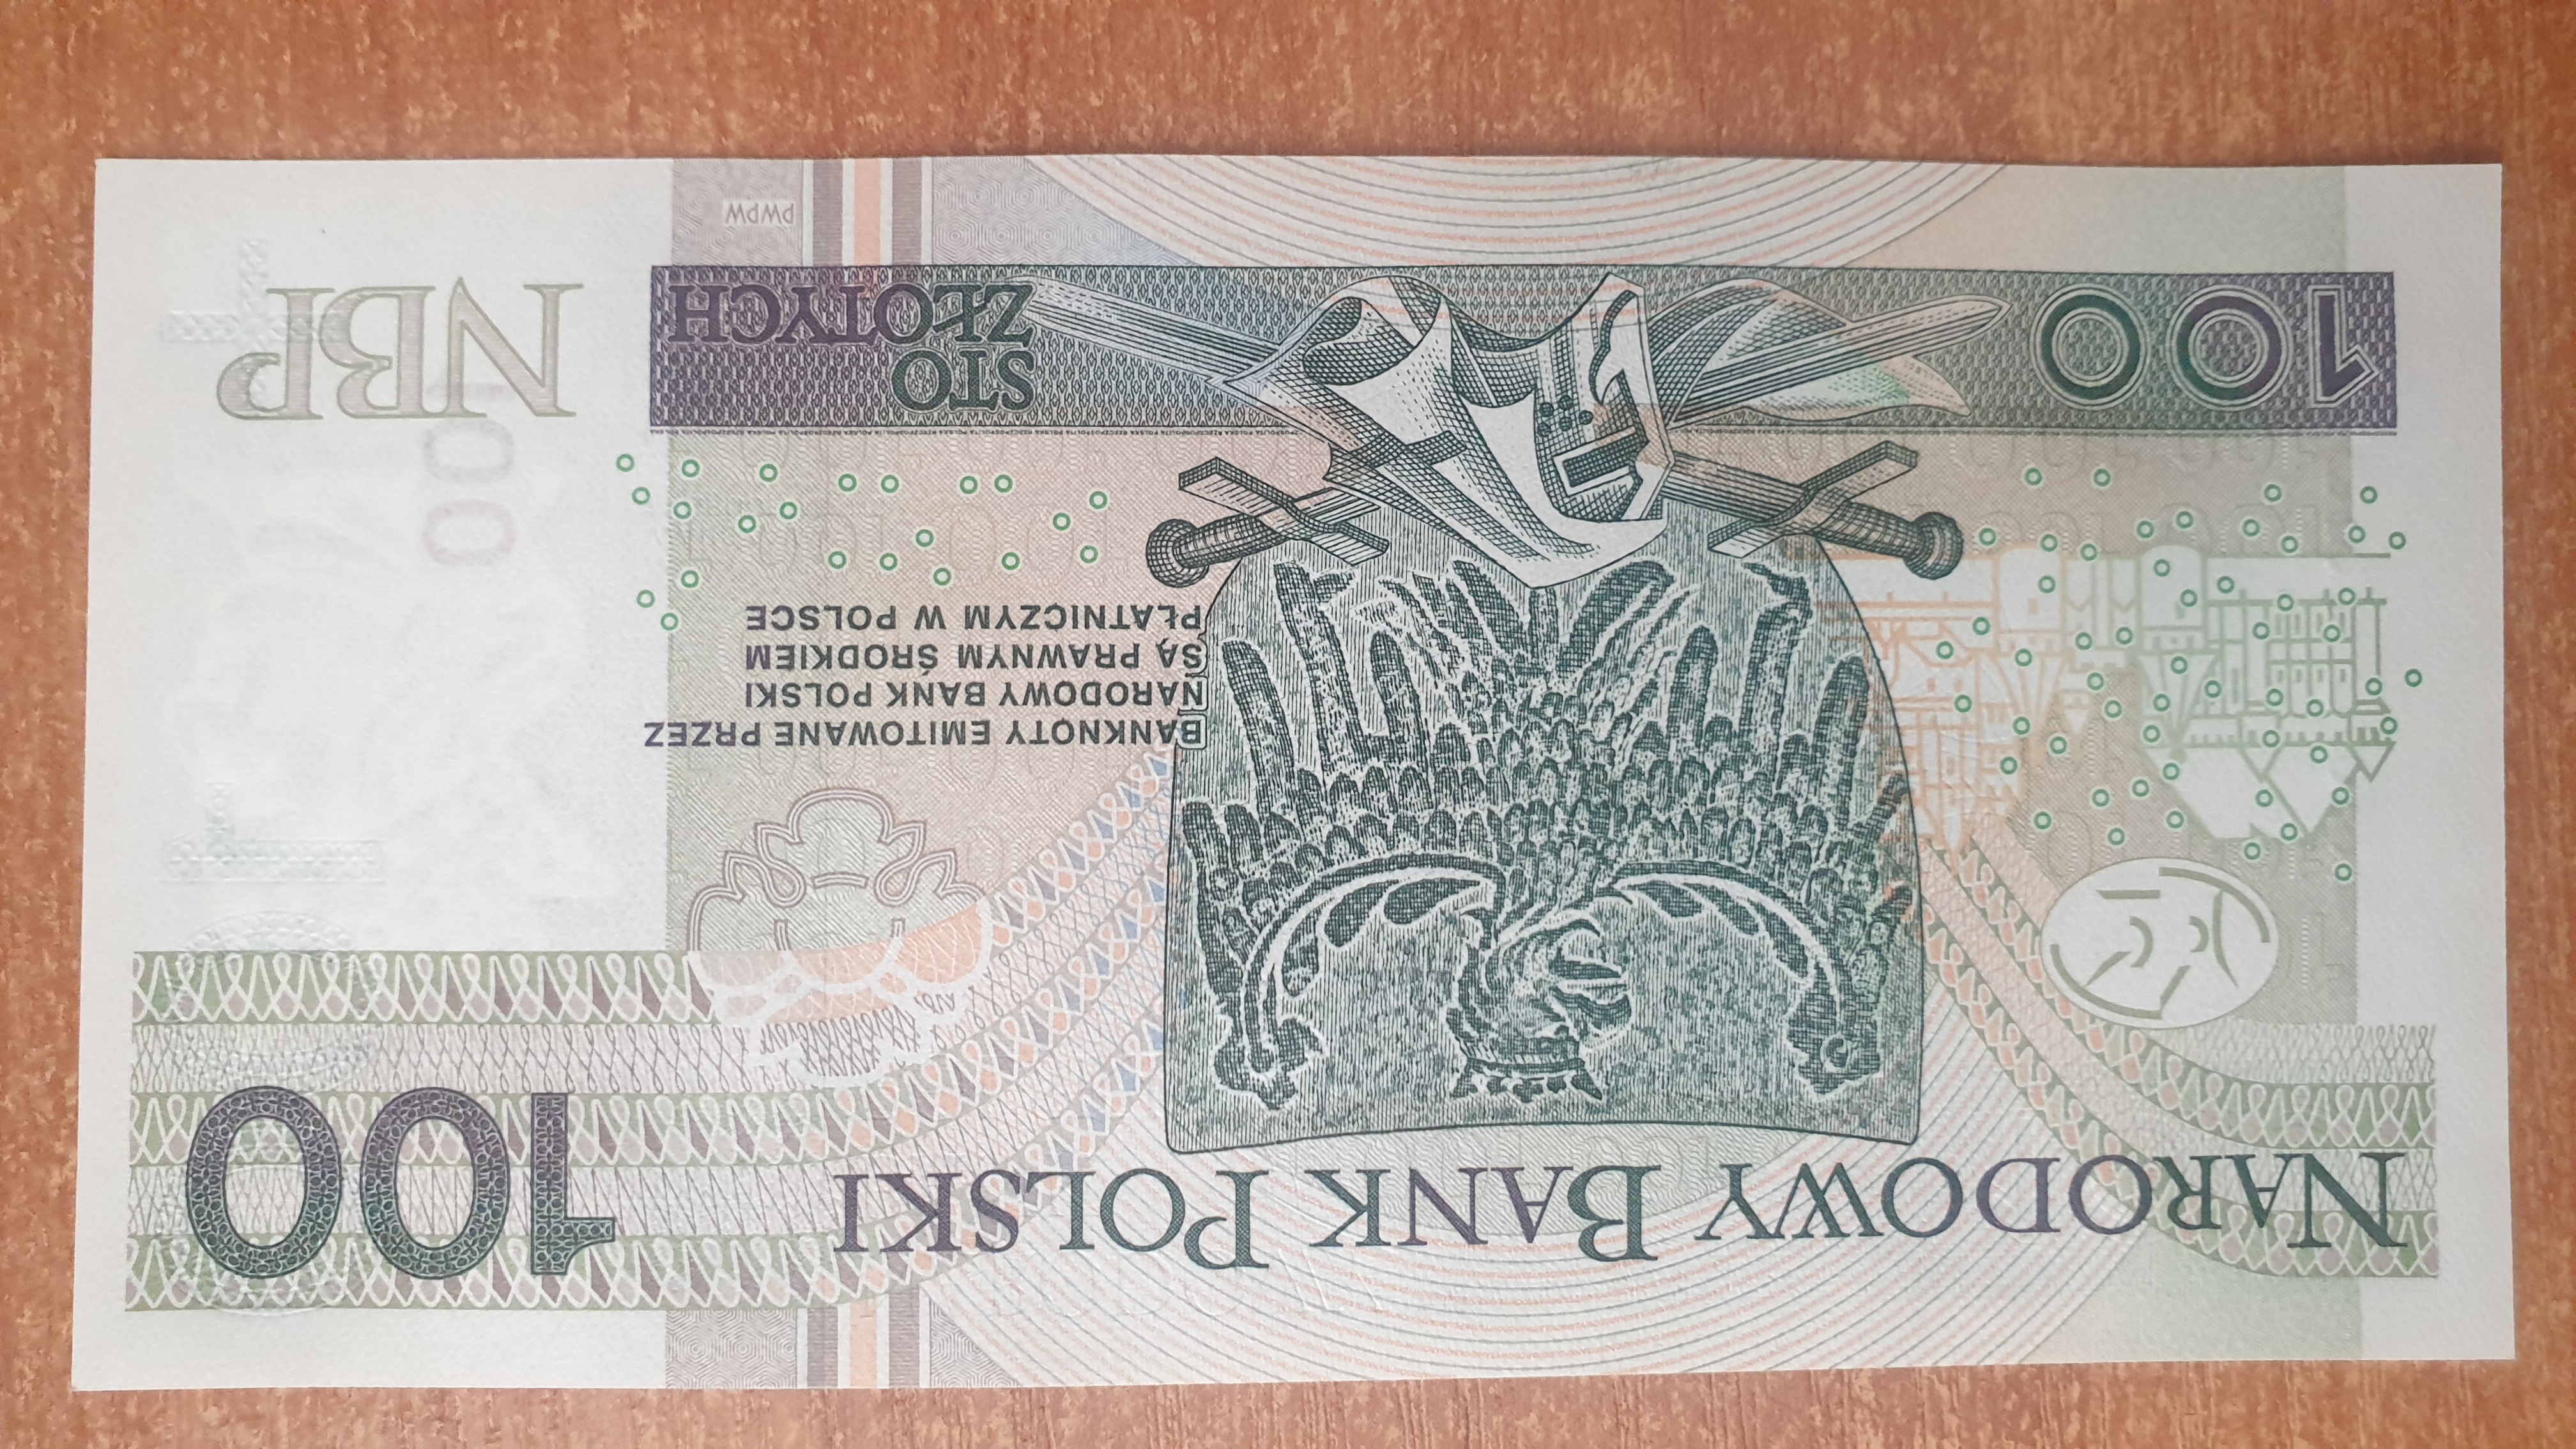 NARODOWY BANK POLSKI
100
BANKNOTY EMITOWANE PRZEZ
NARODOWY BANK POLSKI
SĄ PRAWNYM ŚRODKIEM
PŁATNICZYM W POLSCE
100
STO
ZŁOTYCH
NBP
PWPW